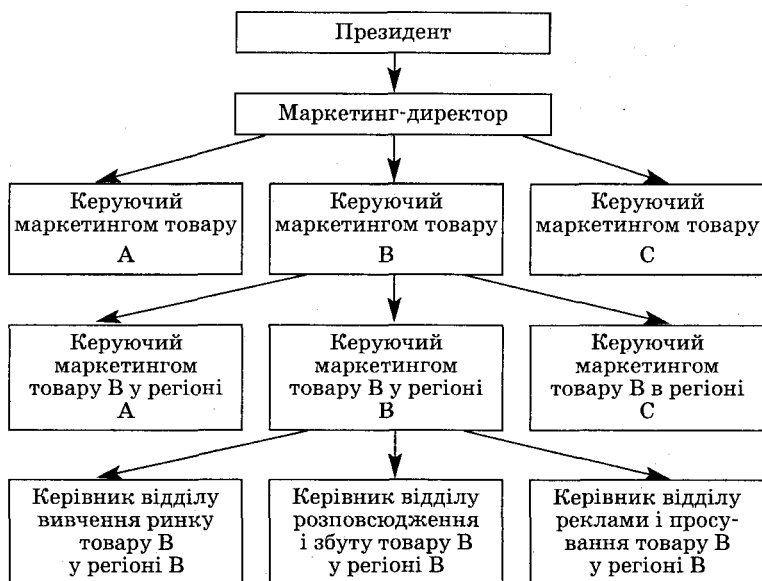 Президент
Маркетинг-директор
Керуючий
маркетингом товару
А
Керуючий
маркетингом товару
В
Керуючий
маркетингом товару
С
Керуючий
маркетингом
товару В у регіоні
А
Керуючий
маркетингом
товару В у регіоні
В
Керуючий
маркетингом
товару В в регіоні
С
Керівник відділу
вивчення ринку
товару В
у регіоні В
Керівник відділу
розповсюдження
і збуту товару В
у регіоні В
Керівник відділу
реклами і просу-
вання товару В
у регіоні В